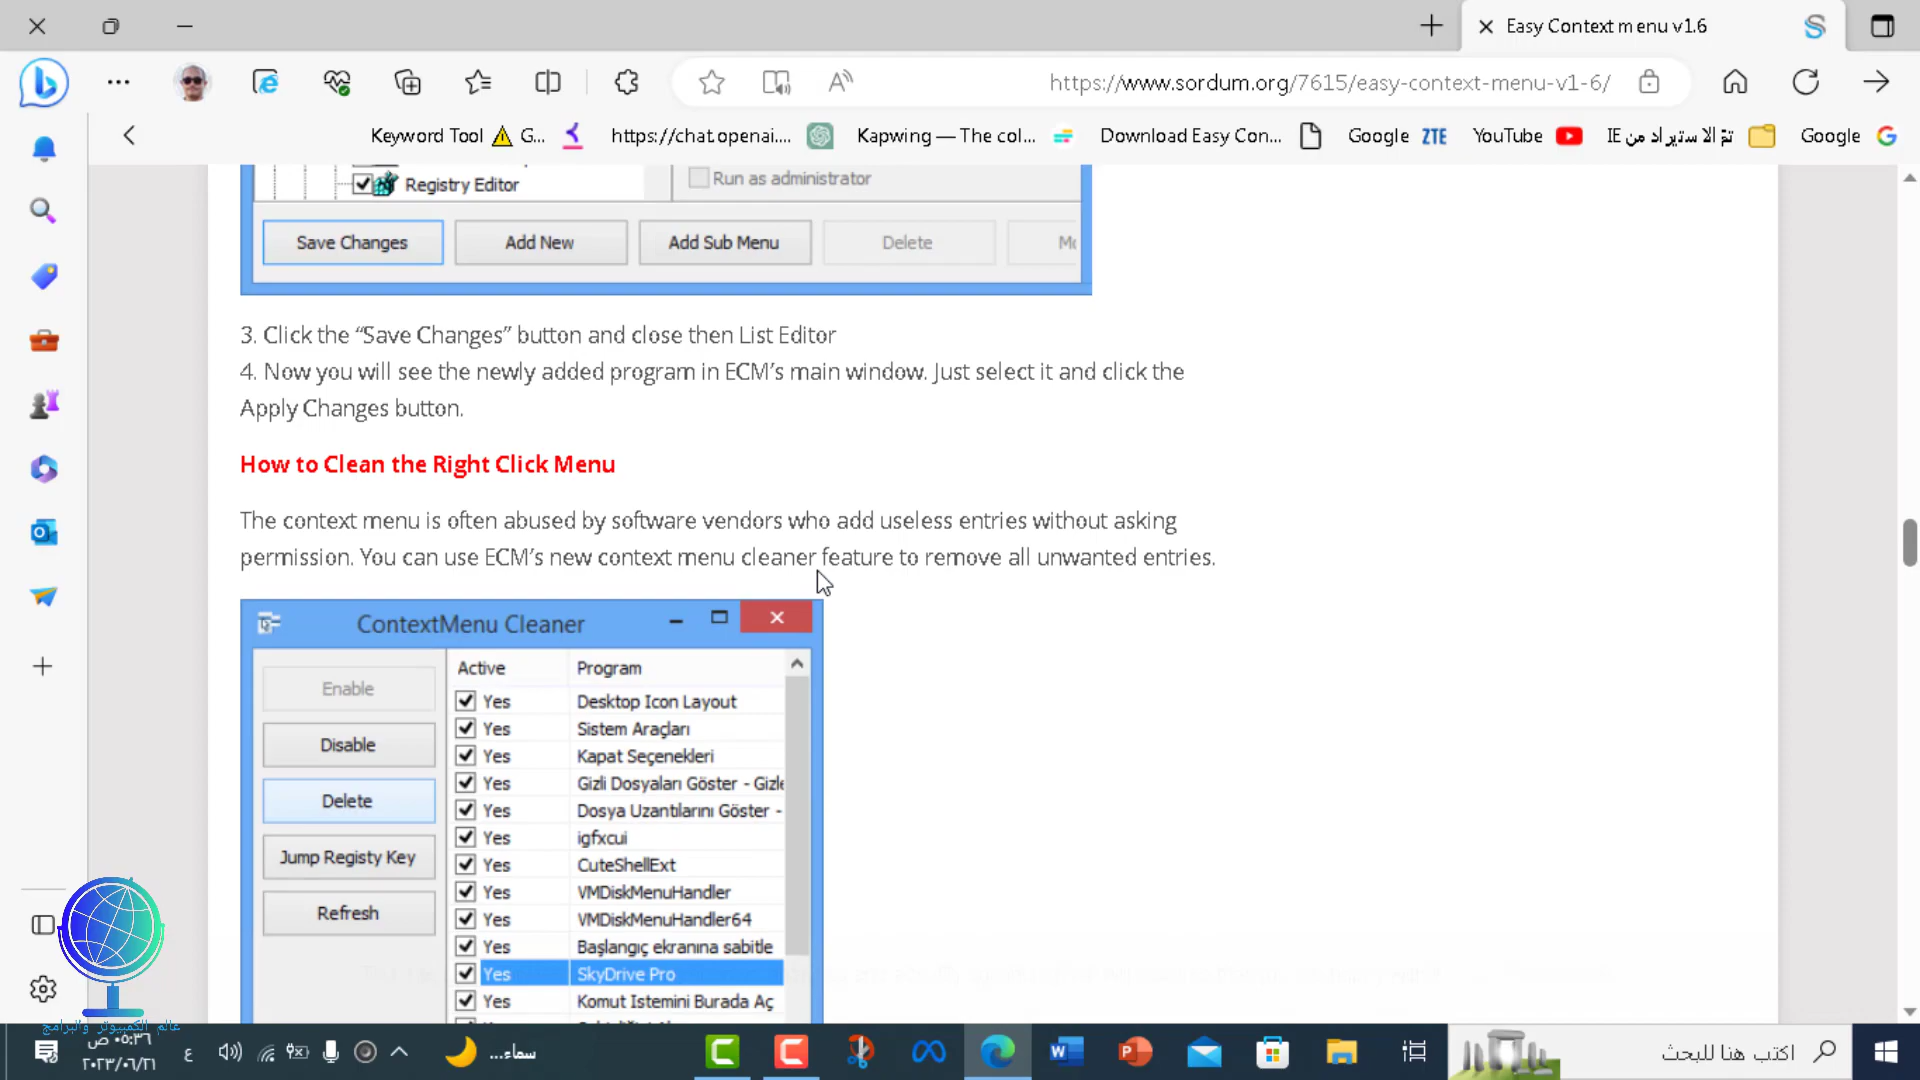 Easy Context menu v1.6
https://www.sordum.org/7615/easy-context-menu-v1-6/
Keyword Tool
G...
https://chat.openai....
Kapwing — The col...
Download Easy Con...
Google
ZTE
YouTube
تمّ الاستيراد من IE
Google
Registry Editor
Run as administrator
Save Changes
Add New
Add Sub Menu
Delete
3. Click the “Save Changes” button and close then List Editor
4. Now you will see the newly added program in ECM’s main window. Just select it and click the
Apply Changes button.
How to Clean the Right Click Menu
The context menu is often abused by software vendors who add useless entries without asking
permission. You can use ECM’s new context menu cleaner feature to remove all unwanted entries.
ContextMenu Cleaner
Enable
Disable
Delete
Jump Registy Key
Refresh
Active Program
Yes Desktop Icon Layout
Yes Sistem Araçları
Yes Kapat Seçenekleri
Yes Gizli Dosyaları Göster - Gizle
Yes Dosya Uzantılarını Göster -
Yes igfxcui
Yes CuteShellExt
Yes VMDiskMenuHandler
Yes VMDiskMenuHandler64
Yes Başlangıç ekranına sabitle
Yes SkyDrive Pro
Yes Komut Istemini Burada Aç
عالم الكمبيوتر والبرامج
٠٥:٣٦ ص
٢٠٢٣/٠٦/٢١
ع
سماء...
اكتب هنا للبحث